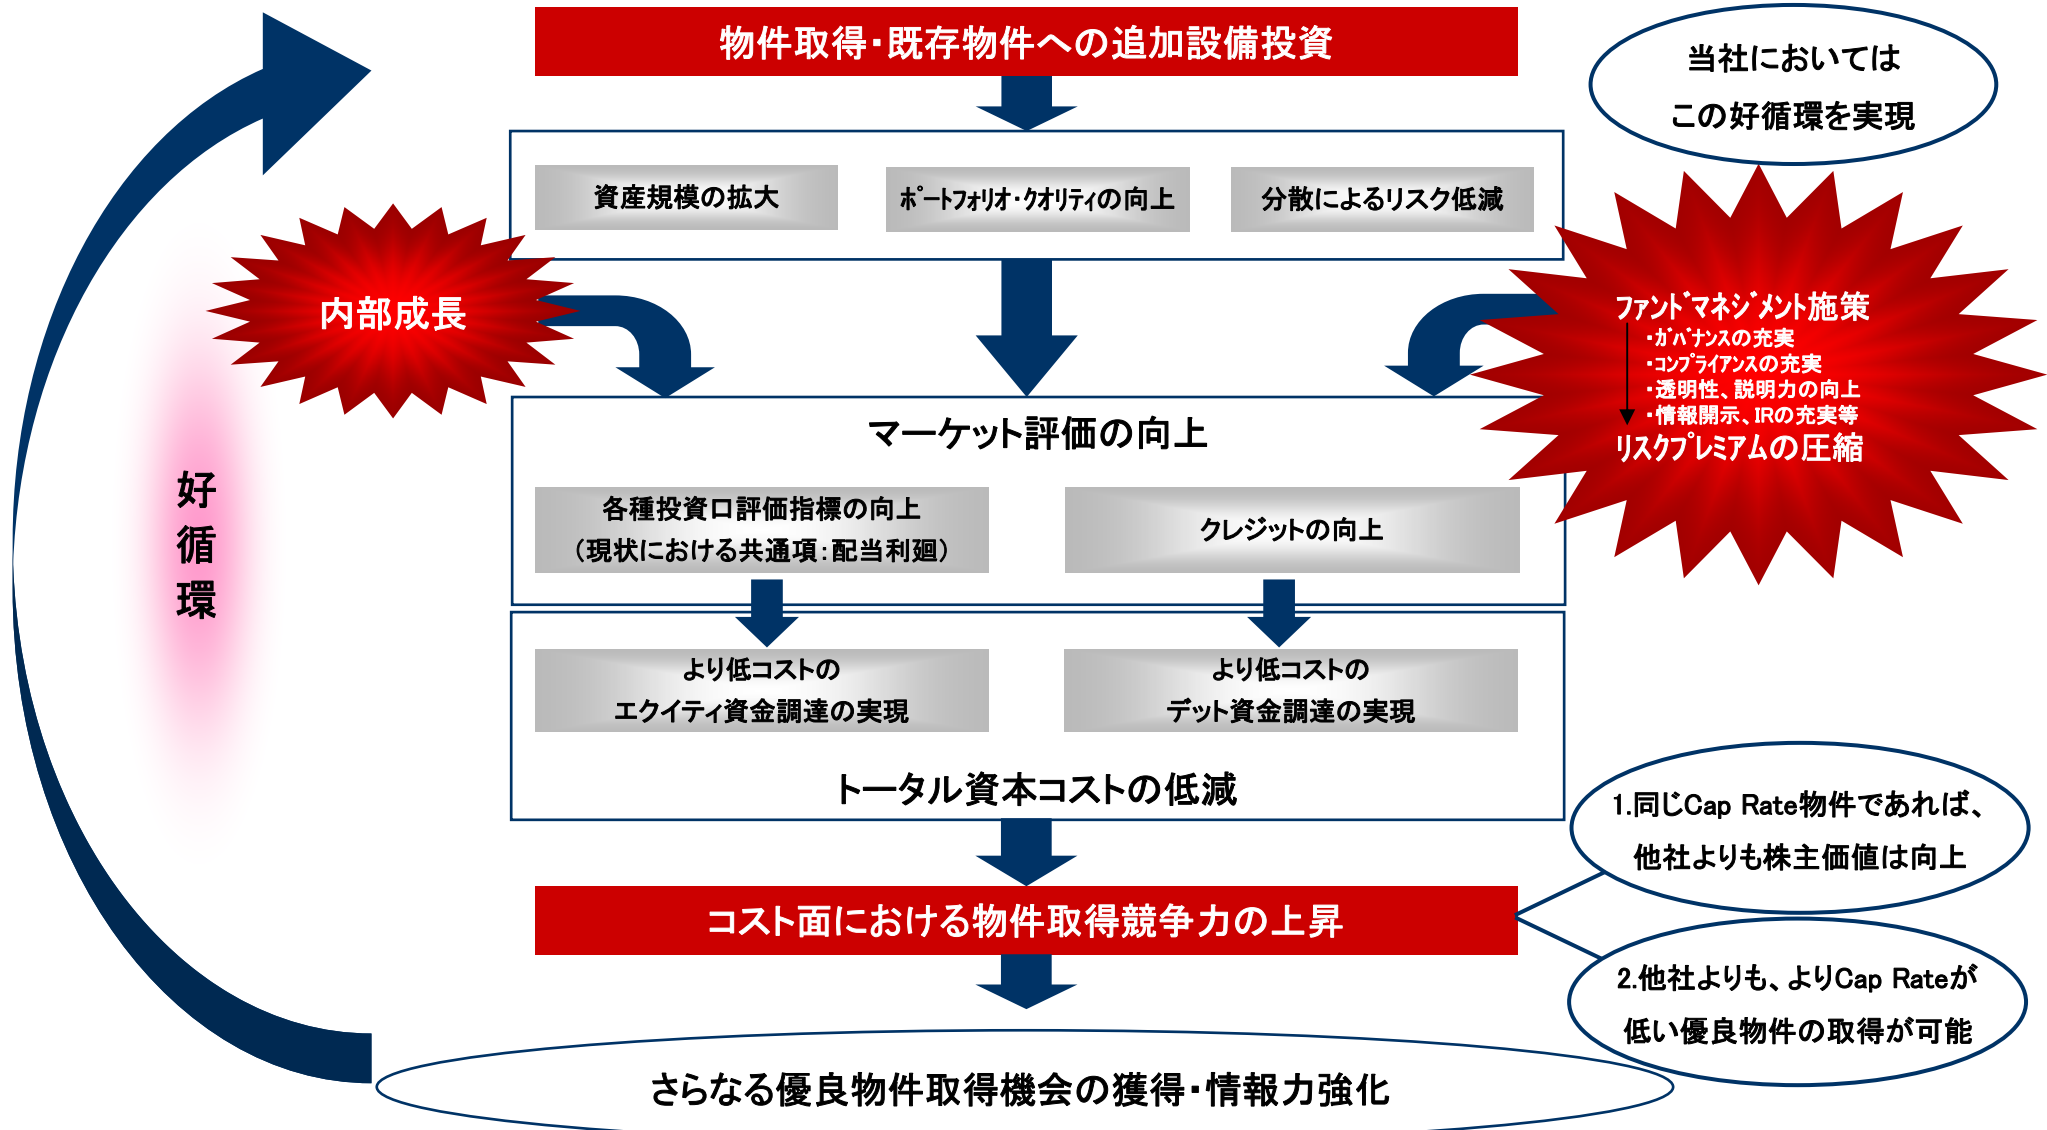 物件取得・既存物件への追加設備投資
当社においては
この好循環を実現
資産規模の拡大
ﾎﾟｰﾄﾌｫﾘｵ・ｸｵﾘﾃｨの向上
分散によるリスク低減
内部成長
ﾌｧﾝﾄﾞﾏﾈｼﾞﾒﾝﾄ施策
・ｶﾞﾊﾞﾅﾝｽの充実
・ｺﾝﾌﾟﾗｲｱﾝｽの充実
・透明性、説明力の向上
・情報開示、IRの充実等
ﾘｽｸﾌﾟﾚﾐｱﾑの圧縮
マーケット評価の向上
各種投資口評価指標の向上
（現状における共通項：配当利廻）
クレジットの向上
好
循
環
より低コストの
エクイティ資金調達の実現
より低コストの
デット資金調達の実現
トータル資本コストの低減
1.同じCap Rate物件であれば、
他社よりも株主価値は向上
コスト面における物件取得競争力の上昇
2.他社よりも、よりCap Rateが
低い優良物件の取得が可能
さらなる優良物件取得機会の獲得・情報力強化